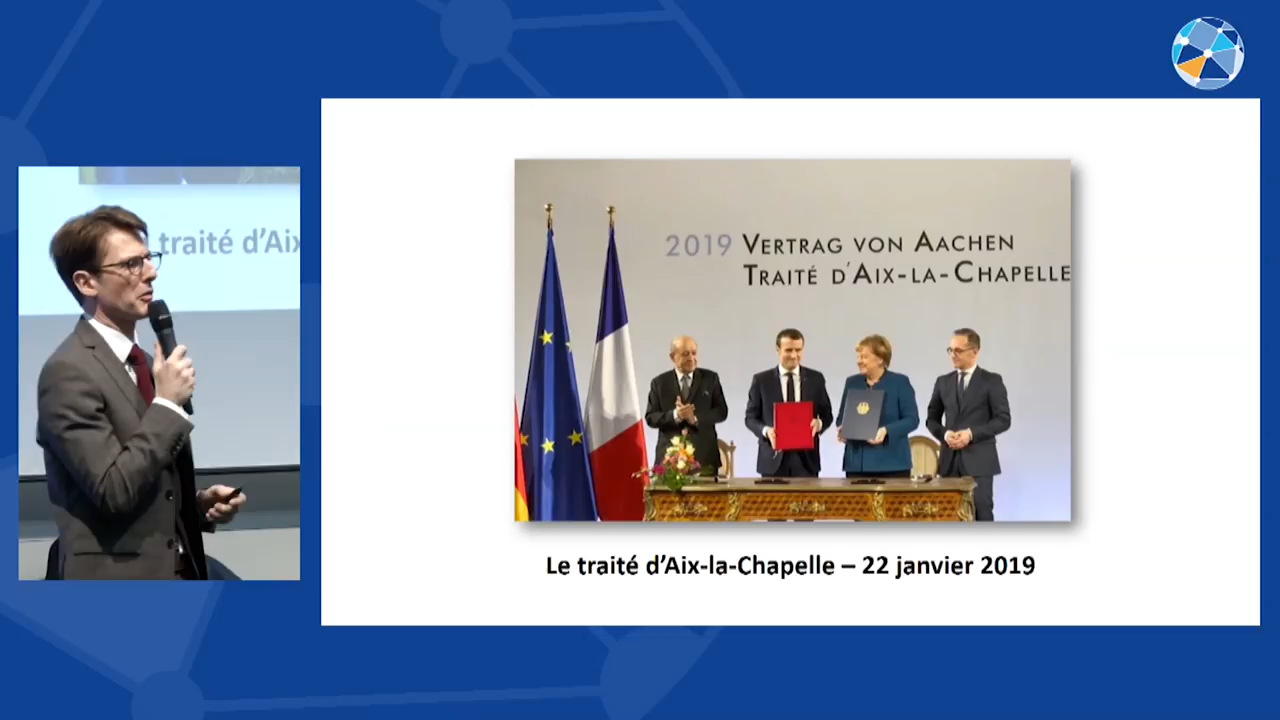 traité d'Aix
2019 VERTRAG VON AACHEN
TRAITÉ D'AIX-LA-CHAPELLE
Le traité d'Aix-la-Chapelle – 22 janvier 2019